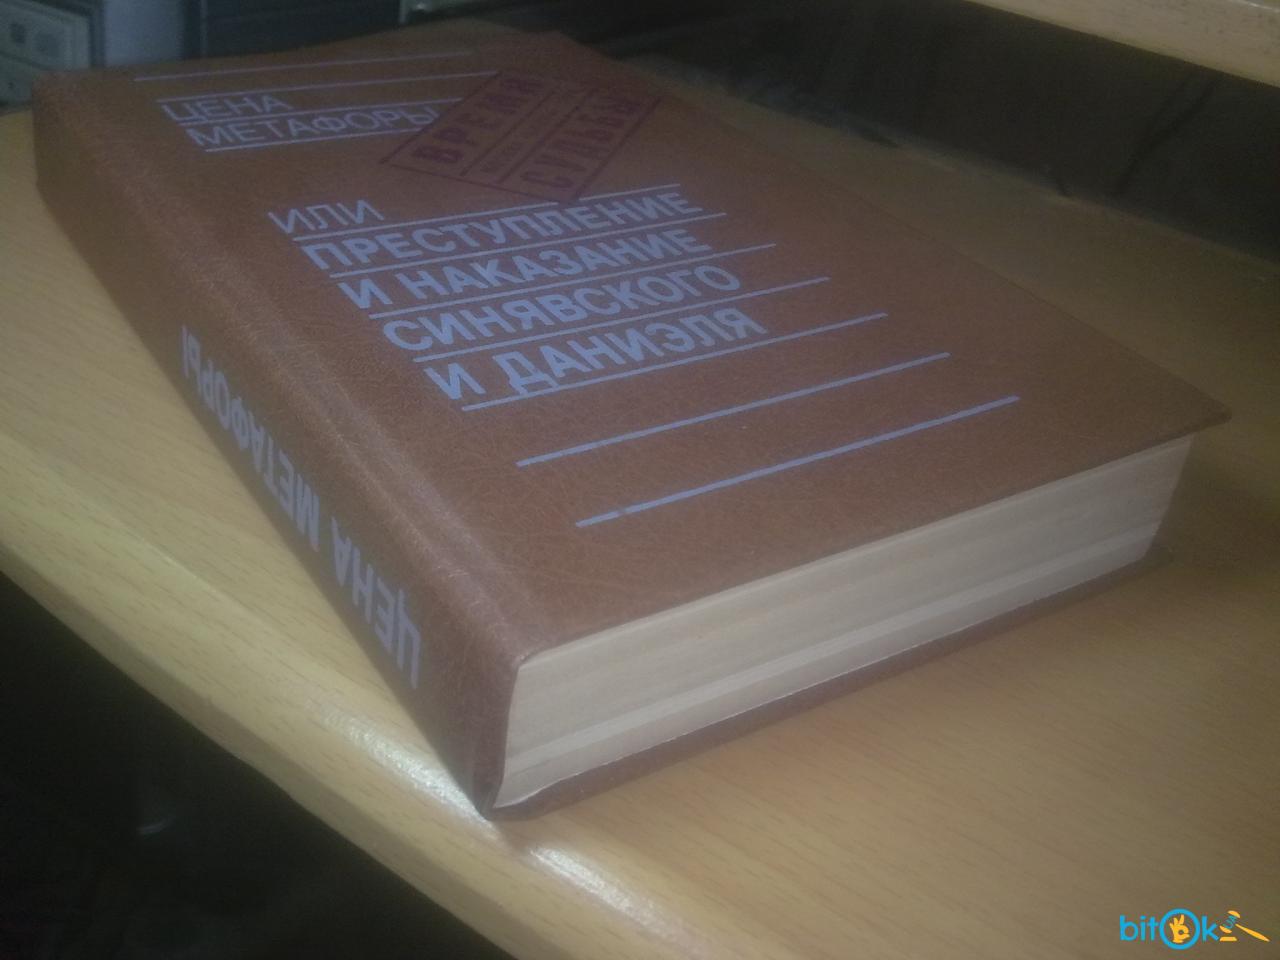 ЦЕНА
МЕТАФОРЫ
ВРЕМЯ
СУДЬБЫ
ИЛИ
ПРЕСТУПЛЕНИЕ
И НАКАЗАНИЕ
СИНЯВСКОГО
И ДАНИЭЛЯ
ЦЕНА МЕТАФОРЫ
bitOk